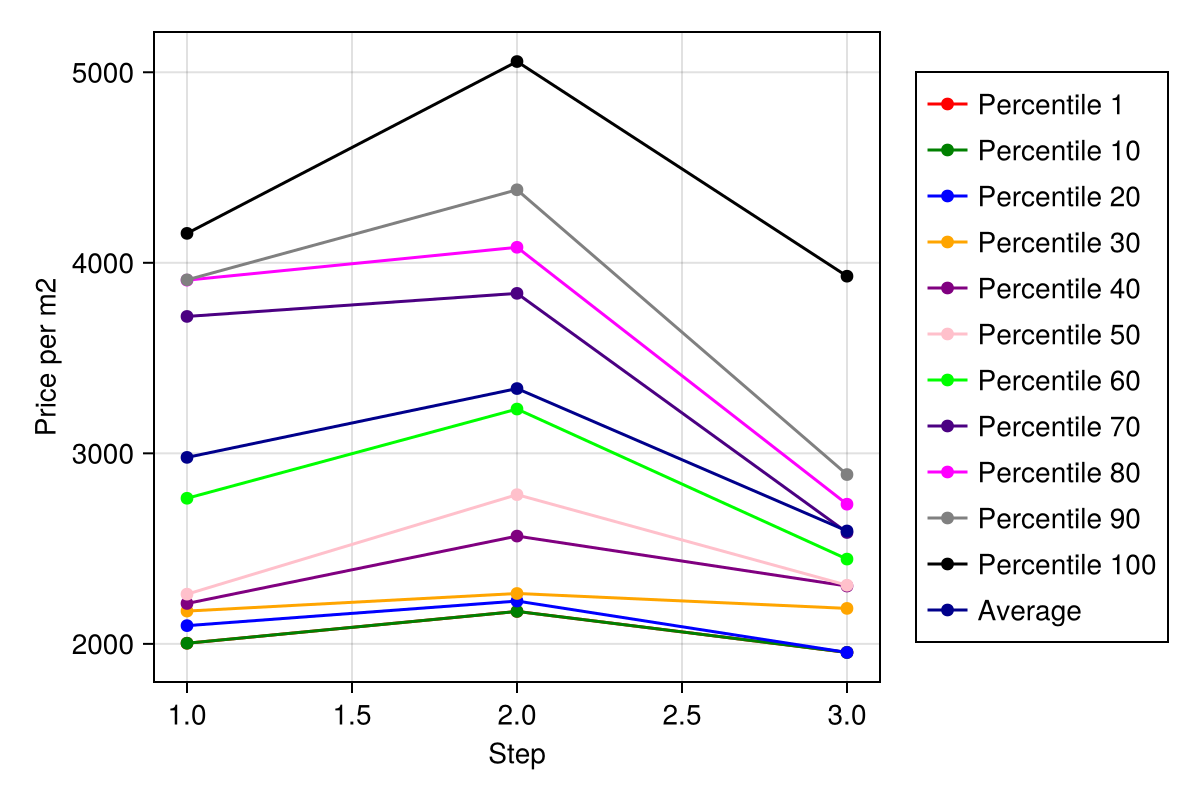 5000
4000
3000
2000
Price per m2
1.0 1.5 2.0 2.5 3.0
Step
Percentile 1
Percentile 10
Percentile 20
Percentile 30
Percentile 40
Percentile 50
Percentile 60
Percentile 70
Percentile 80
Percentile 90
Percentile 100
Average